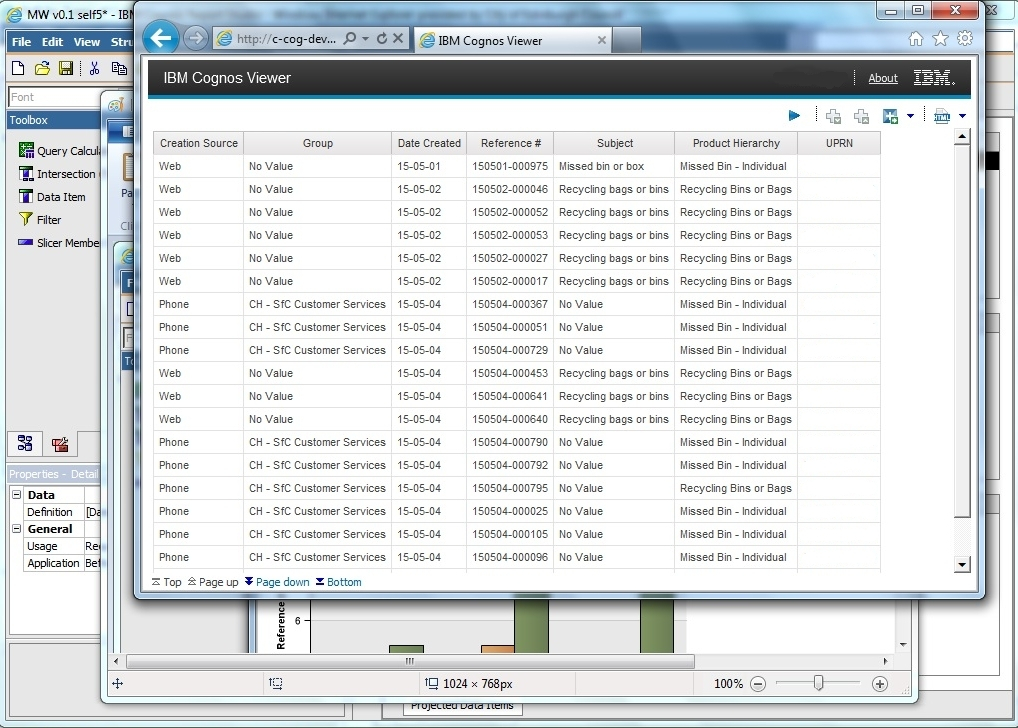 MW v0.1 self5* - IBM
File Edit View Stru
Font
Toolbox
Query Calcula
Intersection
Data Item
Filter
Slicer Membe
Properties - Detail
Data
Definition [Da
General
Usage Re
Application Bef
http://c-cog-dev...
IBM Cognos Viewer
IBM Cognos Viewer
About IBM.
Creation Source Group Date Created Reference # Subject Product Hierarchy UPRN
Web No Value 15-05-01 150501-000975 Missed bin or box Missed Bin - Individual
Web No Value 15-05-02 150502-000046 Recycling bags or bins Recycling Bins or Bags
Web No Value 15-05-02 150502-000052 Recycling bags or bins Recycling Bins or Bags
Web No Value 15-05-02 150502-000053 Recycling bags or bins Recycling Bins or Bags
Web No Value 15-05-02 150502-000027 Recycling bags or bins Recycling Bins or Bags
Web No Value 15-05-02 150502-000017 Recycling bags or bins Recycling Bins or Bags
Phone CH - SfC Customer Services 15-05-04 150504-000367 No Value Missed Bin - Individual
Phone CH - SfC Customer Services 15-05-04 150504-000051 No Value Missed Bin - Individual
Phone CH - SfC Customer Services 15-05-04 150504-000729 No Value Missed Bin - Individual
Web No Value 15-05-04 150504-000453 Recycling bags or bins Recycling Bins or Bags
Web No Value 15-05-04 150504-000641 Recycling bags or bins Recycling Bins or Bags
Web No Value 15-05-04 150504-000640 Recycling bags or bins Recycling Bins or Bags
Phone CH - SfC Customer Services 15-05-04 150504-000790 No Value Missed Bin - Individual
Phone CH - SfC Customer Services 15-05-04 150504-000792 No Value Missed Bin - Individual
Phone CH - SfC Customer Services 15-05-04 150504-000795 No Value Recycling Bins or Bags
Phone CH - SfC Customer Services 15-05-04 150504-000025 No Value Missed Bin - Individual
Phone CH - SfC Customer Services 15-05-04 150504-000105 No Value Missed Bin - Individual
Phone CH - SfC Customer Services 15-05-04 150504-000096 No Value Missed Bin - Individual
Top Page up Page down Bottom
Reference
6
1024 × 768px
100%
Projected Data Items